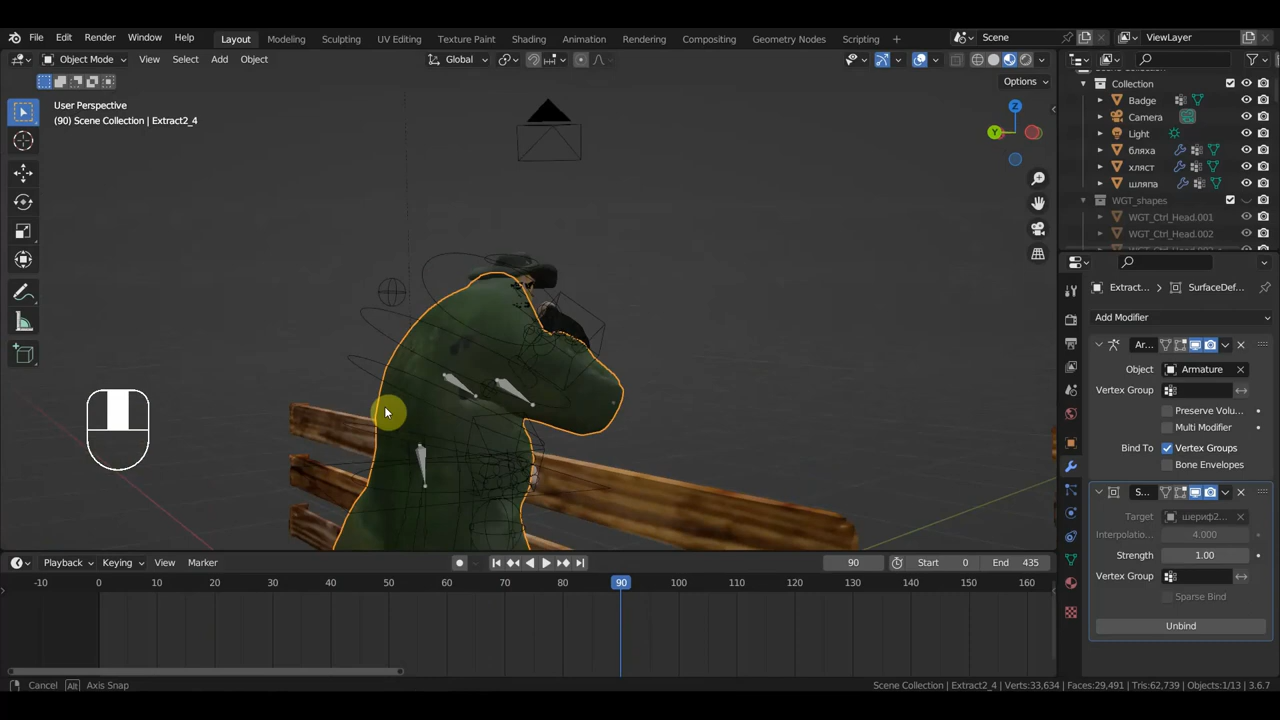 File Edit Render Window Help Layout Modeling Sculpting UV Editing Texture Paint Shading Animation Rendering Compositing Geometry Nodes Scripting + Scene ViewLayer
Object Mode View Select Add Object Global
Options
User Perspective
(90) Scene Collection | Extract2_4
Z
Y
Collection
Badge
Camera
Light
бляха
хляст
шляпа
WGT_shapes
WGT_Ctrl_Head.001
WGT_Ctrl_Head.002
Extract... > SurfaceDef...
Add Modifier
Ar...
Object Armature
Vertex Group
Preserve Volu...
Multi Modifier
Bind To Vertex Groups
Bone Envelopes
S...
Target шериф2...
Interpolatio... 4.000
Strength 1.00
Vertex Group
Sparse Bind
Unbind
Playback Keying View Marker 90 Start 0 End 435
-10 0 10 20 30 40 50 60 70 80 90 100 110 120 130 140 150 160
Cancel Alt Axis Snap Scene Collection | Extract2_4 | Verts:33,634 | Faces:29,491 | Tris:62,739 | Objects:1/13 | 3.6.7